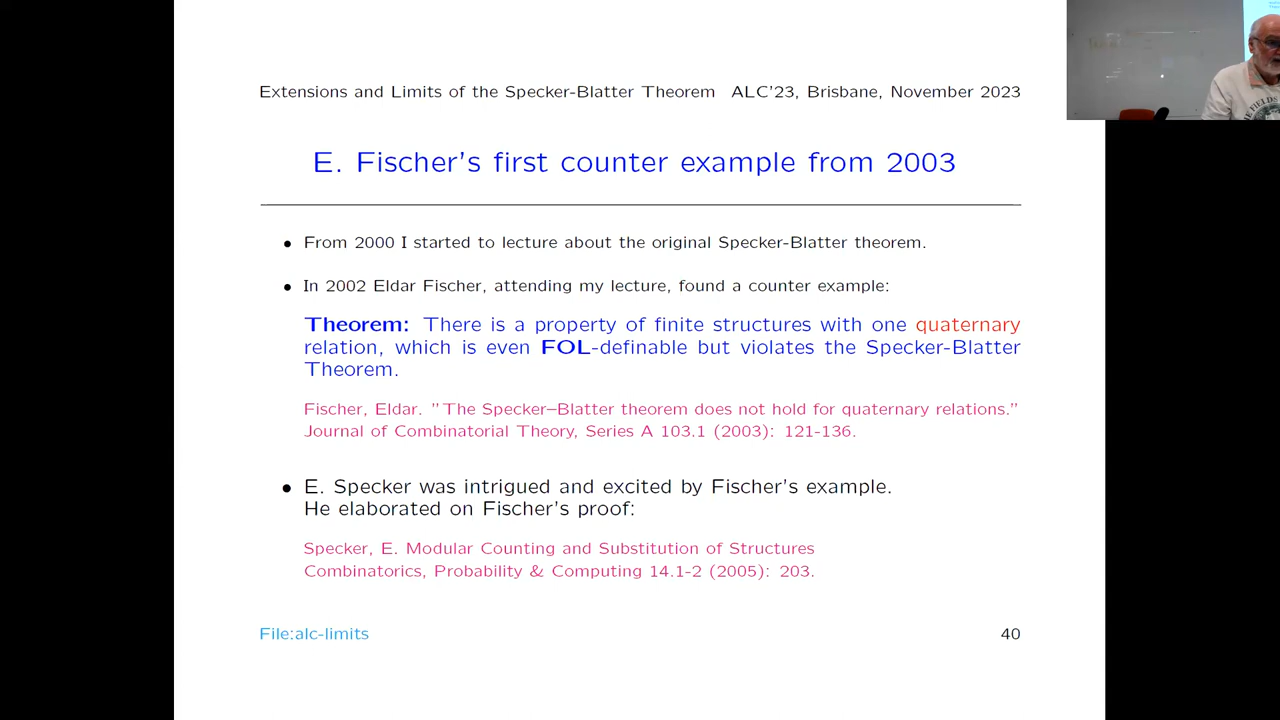 Extensions and Limits of the Specker-Blatter Theorem ALC'23, Brisbane, November 2023
E. Fischer's first counter example from 2003
• From 2000 I started to lecture about the original Specker-Blatter theorem.
• In 2002 Eldar Fischer, attending my lecture, found a counter example:
Theorem: There is a property of finite structures with one quaternary
relation, which is even FOL-definable but violates the Specker-Blatter
Theorem.
Fischer, Eldar. "The Specker–Blatter theorem does not hold for quaternary relations."
Journal of Combinatorial Theory, Series A 103.1 (2003): 121-136.
• E. Specker was intrigued and excited by Fischer's example.
He elaborated on Fischer's proof:
Specker, E. Modular Counting and Substitution of Structures
Combinatorics, Probability & Computing 14.1-2 (2005): 203.
File:alc-limits
40